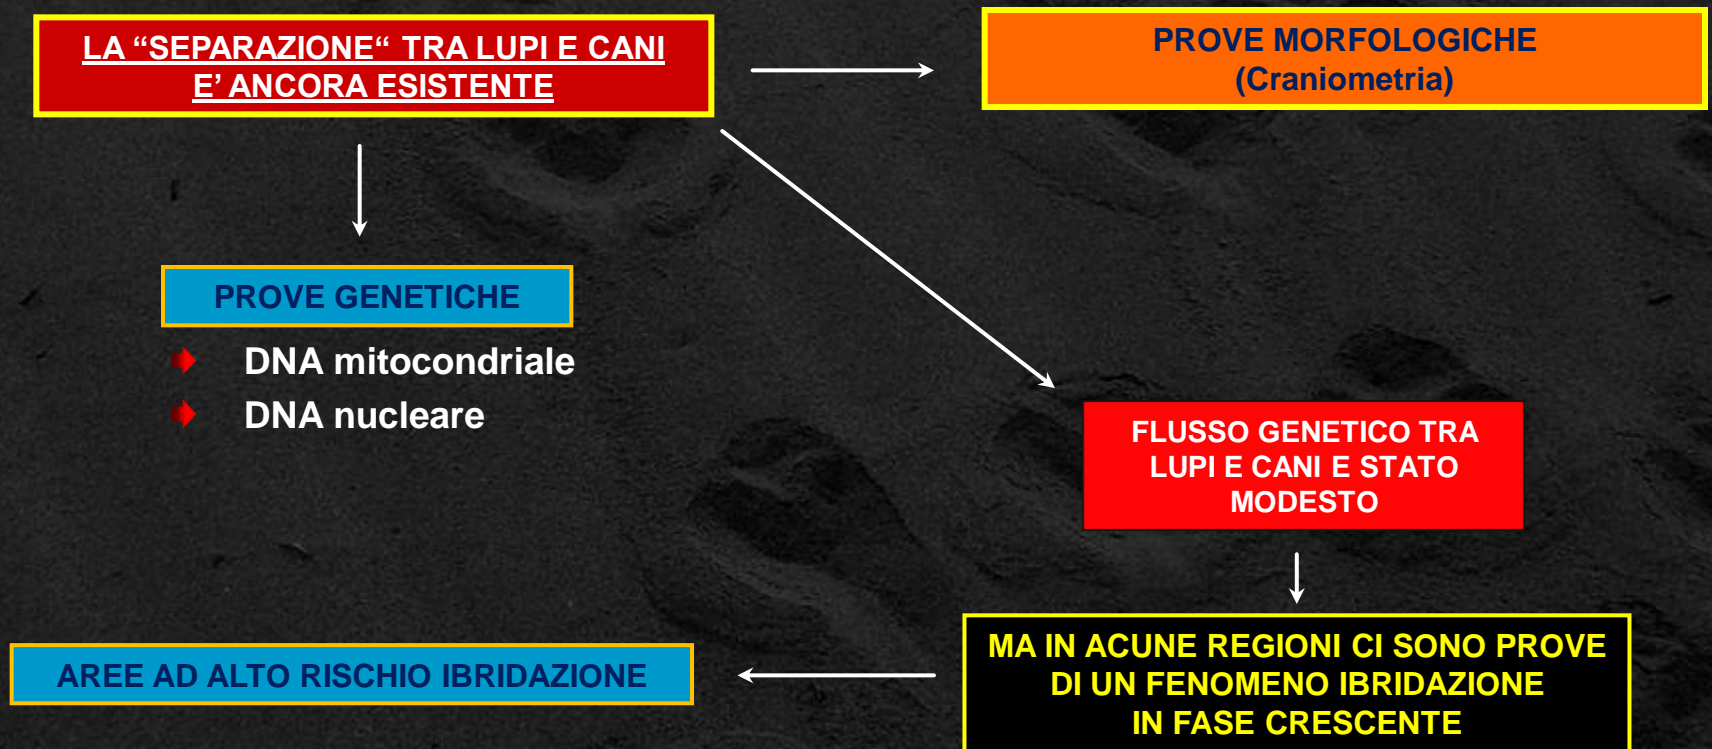 LA “SEPARAZIONE“ TRA LUPI E CANI
E’ ANCORA ESISTENTE
PROVE MORFOLOGICHE
(Craniometria)
PROVE GENETICHE
DNA mitocondriale
DNA nucleare
FLUSSO GENETICO TRA
LUPI E CANI E STATO
MODESTO
MA IN ACUNE REGIONI CI SONO PROVE
DI UN FENOMENO IBRIDAZIONE
IN FASE CRESCENTE
AREE AD ALTO RISCHIO IBRIDAZIONE